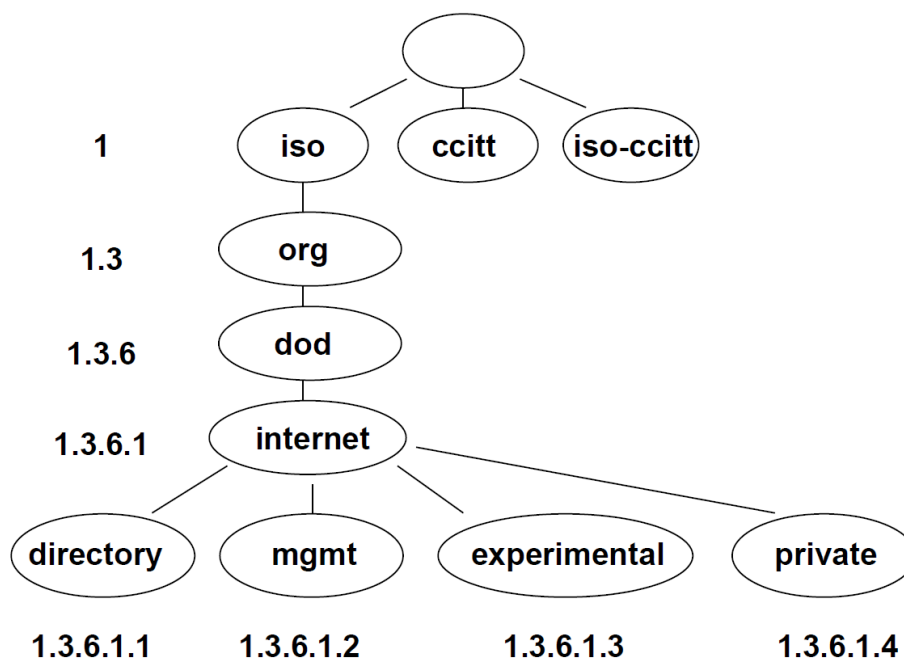 1 iso ccitt iso-ccitt
1.3 org
1.3.6 dod
1.3.6.1 internet
directory mgmt experimental private
1.3.6.1.1 1.3.6.1.2 1.3.6.1.3 1.3.6.1.4